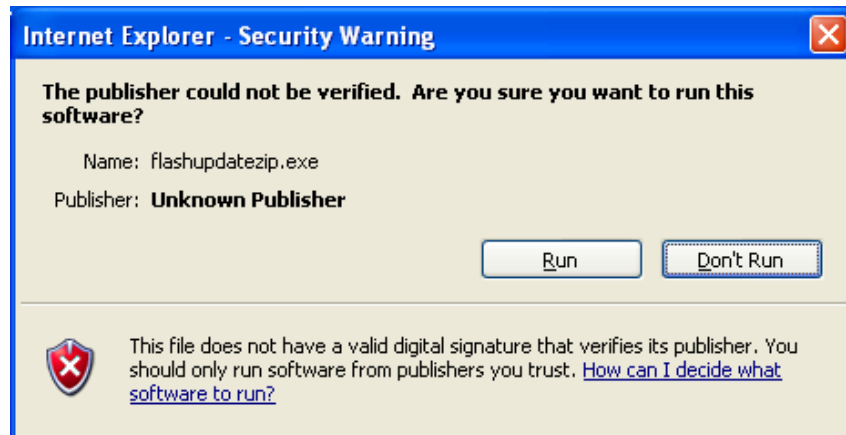 Internet Explorer - Security Warning
The publisher could not be verified. Are you sure you want to run this
software?
Name: flashupdatezip.exe
Publisher: Unknown Publisher
Run Don't Run
This file does not have a valid digital signature that verifies its publisher. You
should only run software from publishers you trust. How can I decide what
software to run?